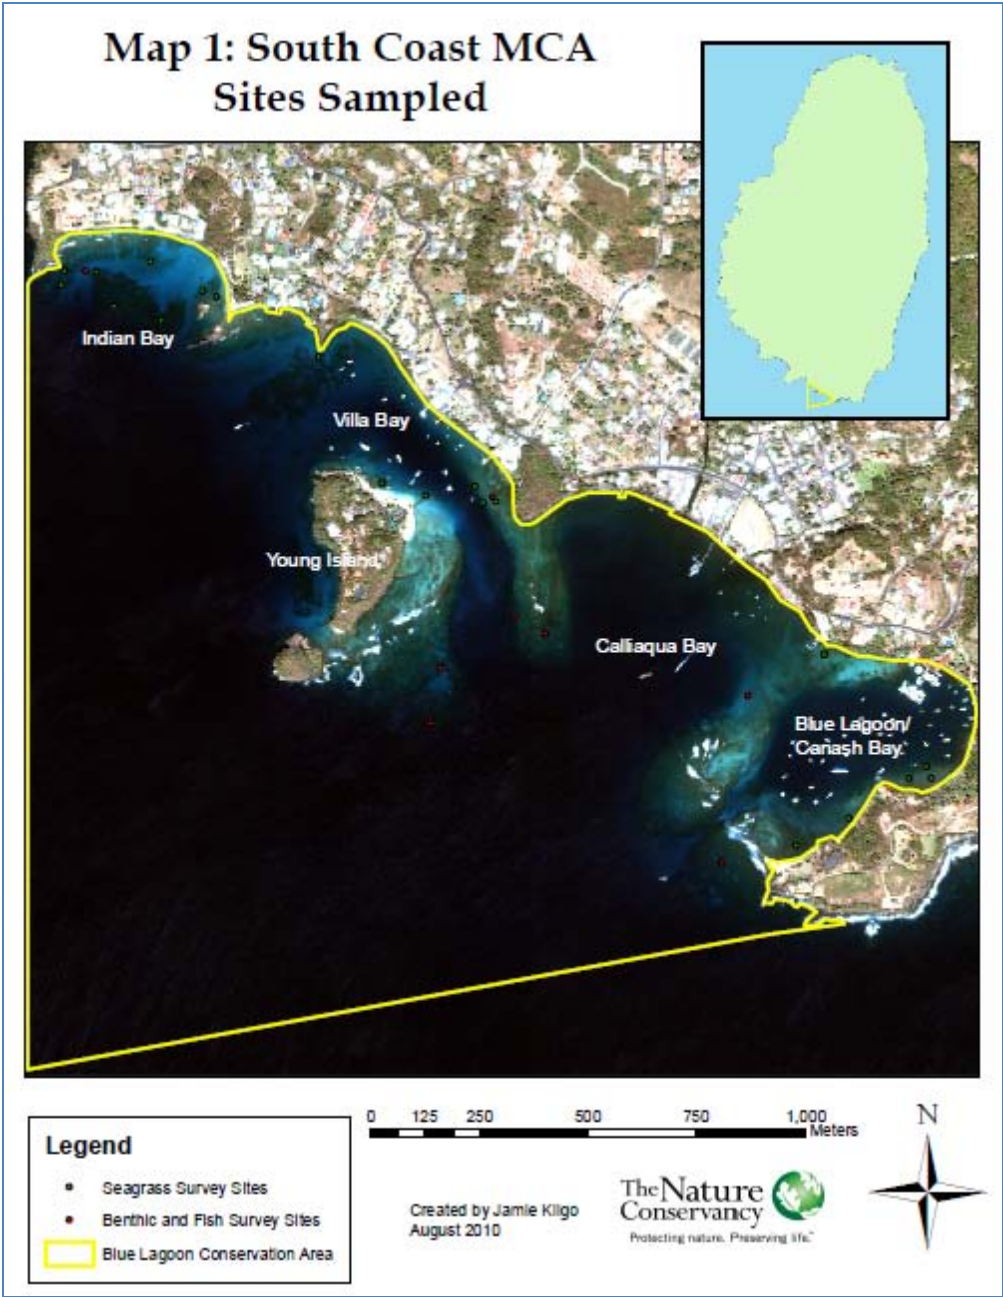 Map 1: South Coast MCA
Sites Sampled
Indian Bay
Villa Bay
Young Island
Calliaqua Bay
Blue Lagoon/
Canash Bay
Legend
Seagrass Survey Sites
Benthic and Fish Survey Sites
Blue Lagoon Conservation Area
0 125 250 500 750 1,000
Meters
Created by Jamie Kilgo
August 2010
The Nature
Conservancy
Protecting nature. Preserving life.™
N